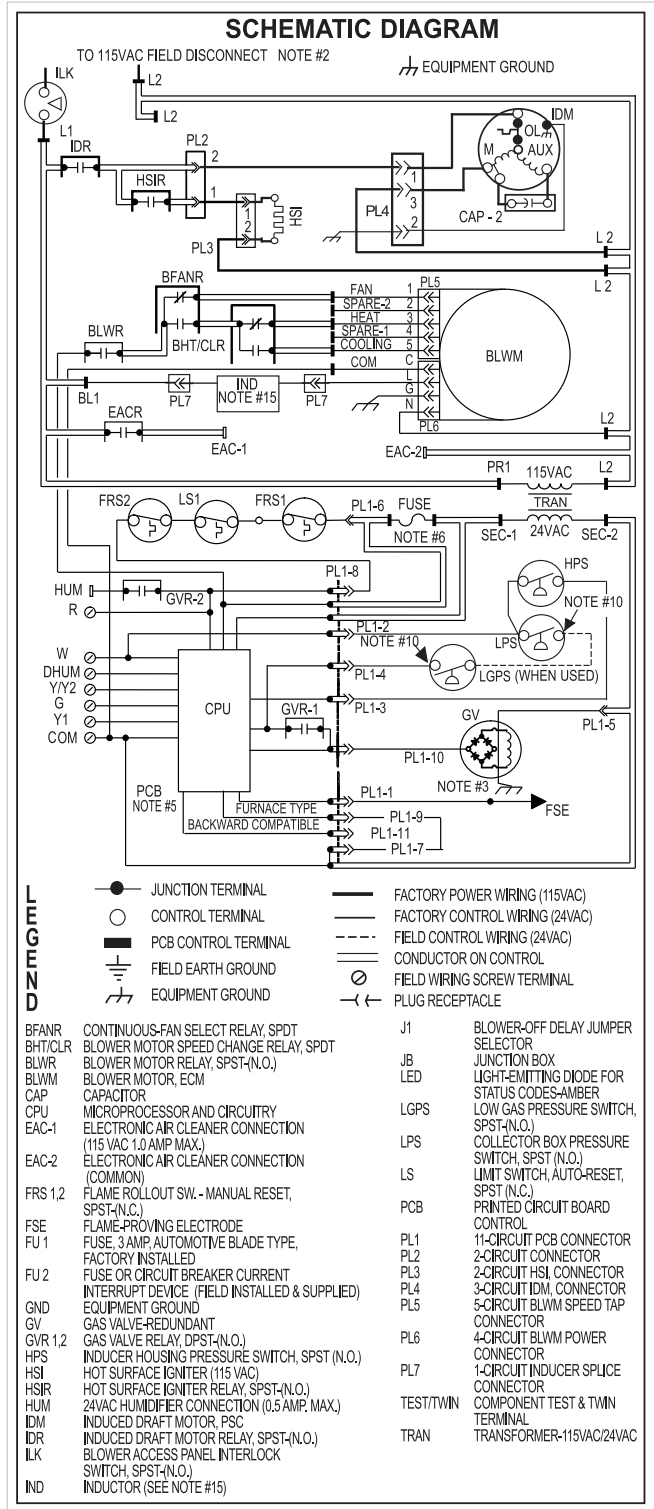 SCHEMATIC DIAGRAM
TO 115VAC FIELD DISCONNECT NOTE #2
EQUIPMENT GROUND
ILK
L2
L2
L1
IDR
PL2
2
1
HSIR
1
2
HSI
PL3
PL4
1
3
2
IDM
OL
M
AUX
CAP - 2
L 2
L 2
BFANR
BLWR
BHT/CLR
FAN
SPARE-2
HEAT
SPARE-1
COOLING
COM
1
2
3
4
5
C
L
G
N
PL5
BLWM
PL6
L2
BL1
PL7
IND
NOTE #15
PL7
EACR
EAC-1
EAC-2
PR1
115VAC
L2
TRAN
24VAC
SEC-1
SEC-2
FRS2
LS1
FRS1
PL1-6
FUSE
NOTE #6
PL1-8
HUM
GVR-2
R
W
DHUM
Y/Y2
G
Y1
COM
CPU
GVR-1
PL1-2
NOTE #10
PL1-4
PL1-3
HPS
NOTE #10
LPS
LGPS (WHEN USED)
GV
PL1-5
PL1-10
NOTE #3
PCB
NOTE #5
FURNACE TYPE
BACKWARD COMPATIBLE
PL1-1
FSE
PL1-9
PL1-11
PL1-7
LEGEND
JUNCTION TERMINAL
CONTROL TERMINAL
PCB CONTROL TERMINAL
FIELD EARTH GROUND
EQUIPMENT GROUND
FACTORY POWER WIRING (115VAC)
FACTORY CONTROL WIRING (24VAC)
FIELD CONTROL WIRING (24VAC)
CONDUCTOR ON CONTROL
FIELD WIRING SCREW TERMINAL
PLUG RECEPTACLE
BFANR CONTINUOUS-FAN SELECT RELAY, SPDT
BHT/CLR BLOWER MOTOR SPEED CHANGE RELAY, SPDT
BLWR BLOWER MOTOR RELAY, SPST-(N.O.)
BLWM BLOWER MOTOR, ECM
CAP CAPACITOR
CPU MICROPROCESSOR AND CIRCUITRY
EAC-1 ELECTRONIC AIR CLEANER CONNECTION
(115 VAC 1.0 AMP MAX.)
EAC-2 ELECTRONIC AIR CLEANER CONNECTION
(COMMON)
FRS 1,2 FLAME ROLLOUT SW. - MANUAL RESET,
SPST-(N.C.)
FSE FLAME-PROVING ELECTRODE
FU 1 FUSE, 3 AMP, AUTOMOTIVE BLADE TYPE,
FACTORY INSTALLED
FU 2 FUSE OR CIRCUIT BREAKER CURRENT
INTERRUPT DEVICE (FIELD INSTALLED & SUPPLIED)
GND EQUIPMENT GROUND
GV GAS VALVE-REDUNDANT
GVR 1,2 GAS VALVE RELAY, DPST-(N.O.)
HPS INDUCER HOUSING PRESSURE SWITCH, SPST (N.O.)
HSI HOT SURFACE IGNITER (115 VAC)
HSIR HOT SURFACE IGNITER RELAY, SPST-(N.O.)
HUM 24VAC HUMIDIFIER CONNECTION (0.5 AMP. MAX.)
IDM INDUCED DRAFT MOTOR, PSC
IDR INDUCED DRAFT MOTOR RELAY, SPST-(N.O.)
ILK BLOWER ACCESS PANEL INTERLOCK
SWITCH, SPST-(N.O.)
IND INDUCTOR (SEE NOTE #15)
J1 BLOWER-OFF DELAY JUMPER
SELECTOR
JB JUNCTION BOX
LED LIGHT-EMITTING DIODE FOR
STATUS CODES-AMBER
LGPS LOW GAS PRESSURE SWITCH,
SPST-(N.O.)
LPS COLLECTOR BOX PRESSURE
SWITCH, SPST (N.O.)
LS LIMIT SWITCH, AUTO-RESET,
SPST (N.C.)
PCB PRINTED CIRCUIT BOARD
CONTROL
PL1 11-CIRCUIT PCB CONNECTOR
PL2 2-CIRCUIT CONNECTOR
PL3 2-CIRCUIT HSI, CONNECTOR
PL4 3-CIRCUIT IDM, CONNECTOR
PL5 5-CIRCUIT BLWM SPEED TAP
CONNECTOR
PL6 4-CIRCUIT BLWM POWER
CONNECTOR
PL7 1-CIRCUIT INDUCER SPLICE
CONNECTOR
TEST/TWIN COMPONENT TEST & TWIN
TERMINAL
TRAN TRANSFORMER-115VAC/24VAC